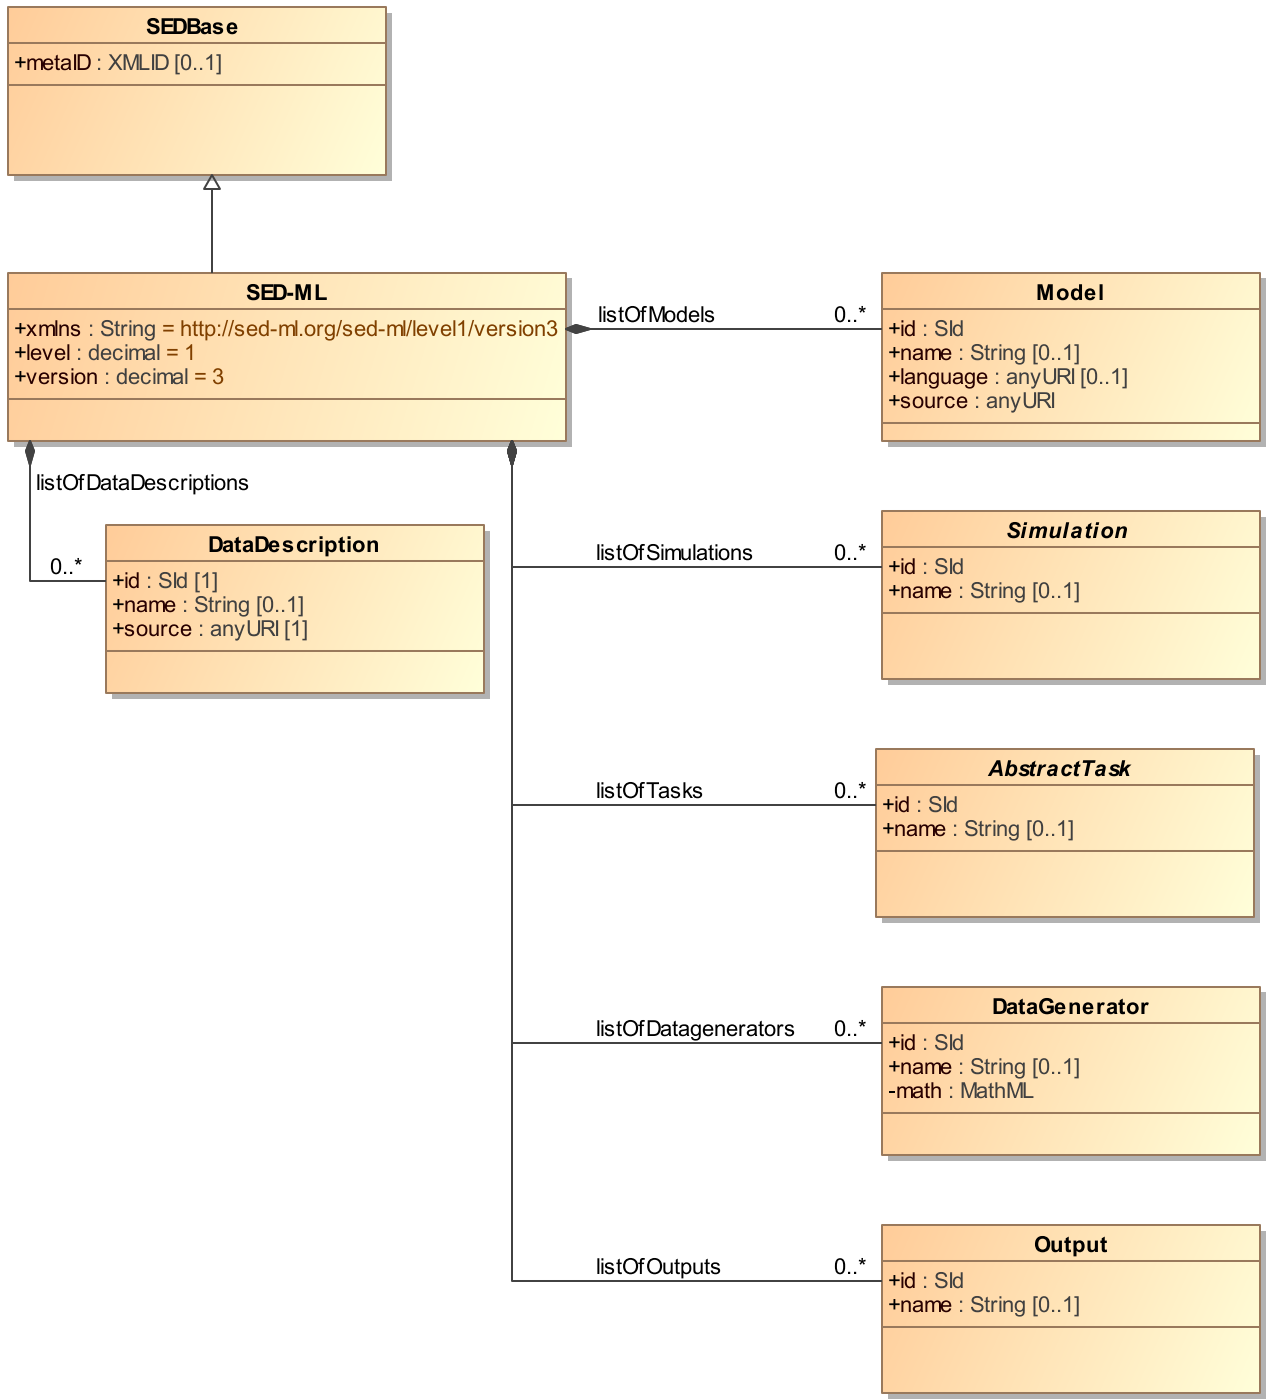 SEDBase
+metaID : XMLID [0..1]
SED-ML
+xmlns : String = http://sed-ml.org/sed-ml/level1/version3
+level : decimal = 1
+version : decimal = 3
listOfModels 0..*
Model
+id : SId
+name : String [0..1]
+language : anyURI [0..1]
+source : anyURI
listOfDataDescriptions
0..*
DataDescription
+id : SId [1]
+name : String [0..1]
+source : anyURI [1]
listOfSimulations 0..*
Simulation
+id : SId
+name : String [0..1]
listOfTasks 0..*
AbstractTask
+id : SId
+name : String [0..1]
listOfDatagenerators 0..*
DataGenerator
+id : SId
+name : String [0..1]
-math : MathML
listOfOutputs 0..*
Output
+id : SId
+name : String [0..1]